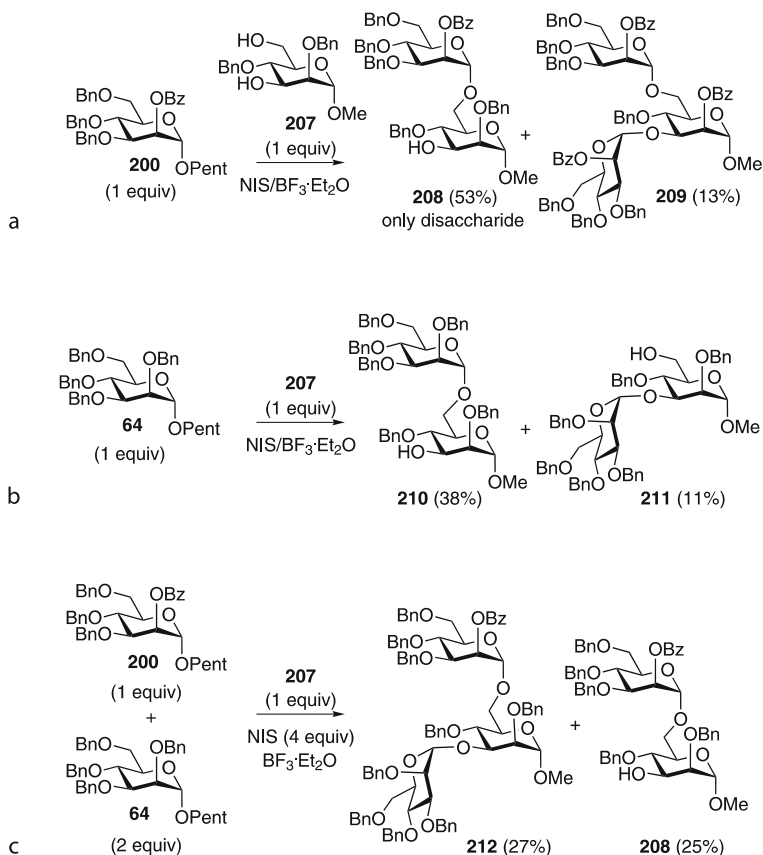 BnO OBz
BnO O
BnO
OPent
200
(1 equiv)
HO OBn
BnO O
HO
OMe
207
(1 equiv)
NIS/BF3·Et2O
BnO OBz
BnO O
BnO
O
OBn
BnO O
HO
OMe
208 (53%)
only disaccharide
+
BnO OBz
BnO O
BnO
O
OBz
BnO O
O
OMe
BzO
O
BnO
BnO OBn
209 (13%)
a
BnO OBn
BnO O
BnO
OPent
64
(1 equiv)
207
(1 equiv)
NIS/BF3·Et2O
BnO OBn
BnO O
BnO
O
OBn
BnO O
HO
OMe
210 (38%)
+
HO OBn
BnO O
O
OMe
BnO
O
BnO
BnO OBn
211 (11%)
b
BnO OBz
BnO O
BnO
OPent
200
(1 equiv)
+
BnO OBn
BnO O
BnO
OPent
64
(2 equiv)
207
(1 equiv)
NIS (4 equiv)
BF3·Et2O
BnO OBz
BnO O
BnO
O
OBn
BnO O
O
OMe
BnO
O
BnO
BnO OBn
212 (27%)
+
BnO OBz
BnO O
BnO
O
OBn
BnO O
HO
OMe
208 (25%)
c